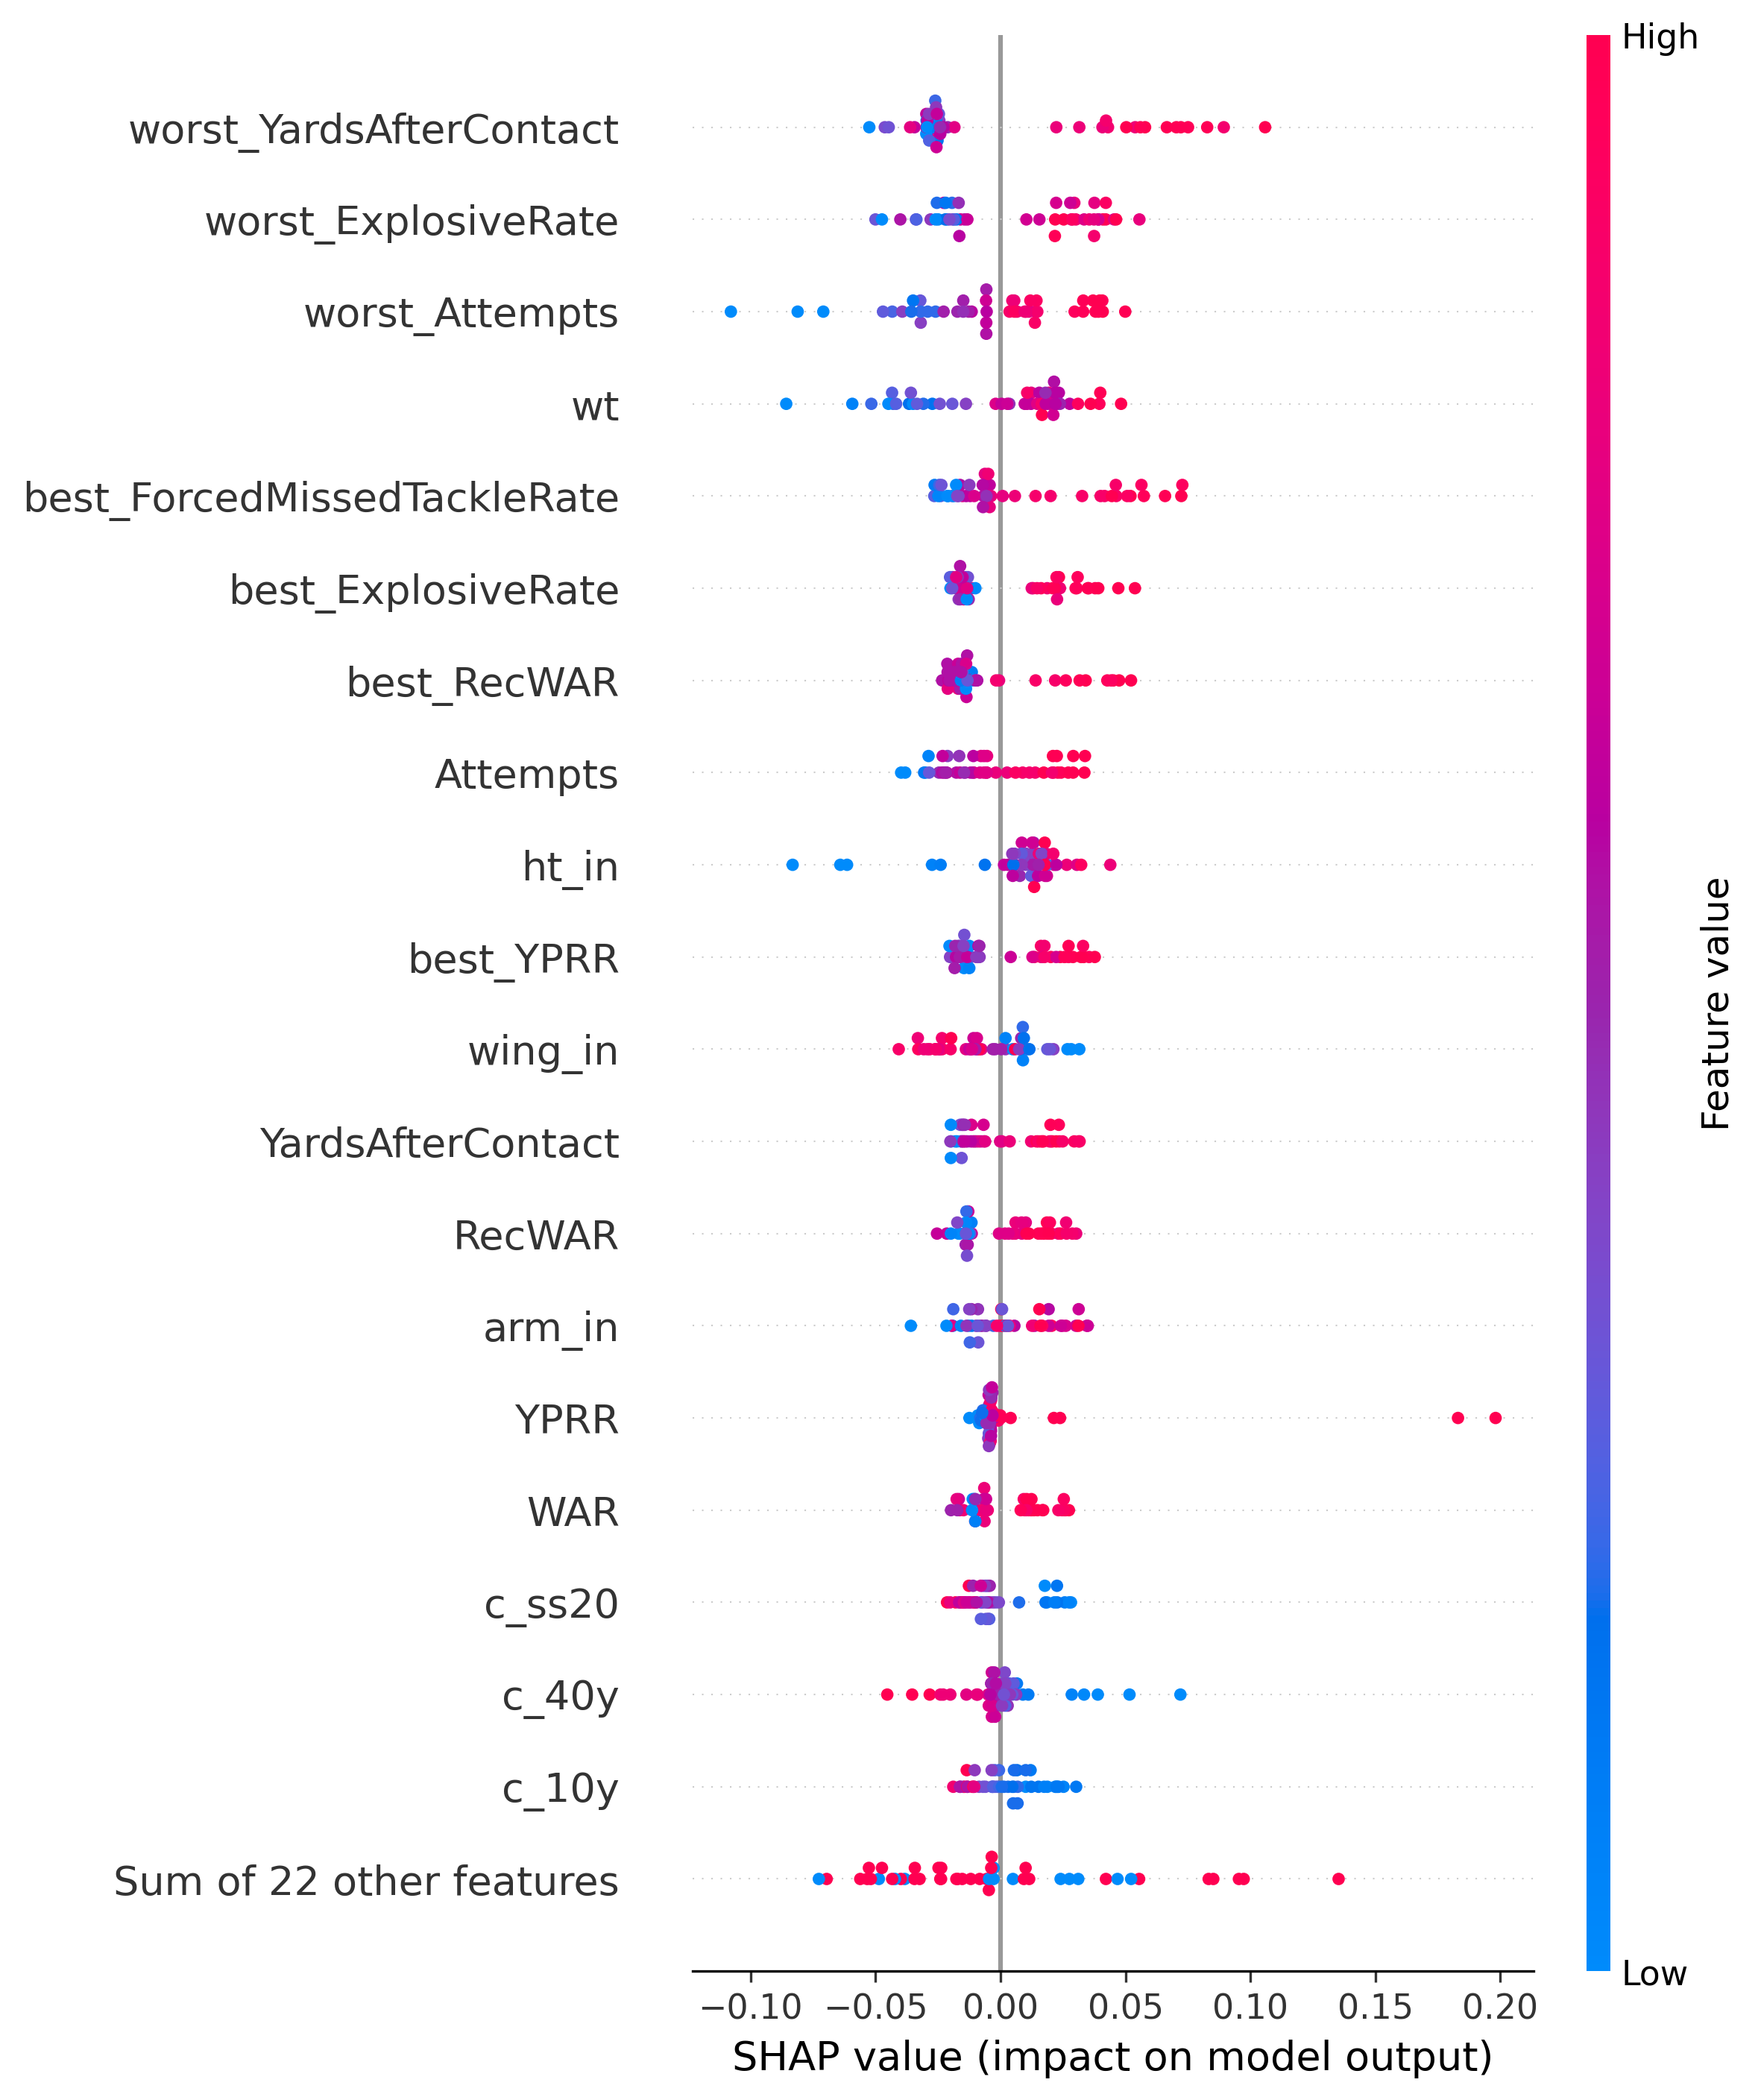 High
worst_YardsAfterContact
worst_ExplosiveRate
worst_Attempts
wt
best_ForcedMissedTackleRate
best_ExplosiveRate
best_RecWAR
Attempts
ht_in
best_YPRR
wing_in
YardsAfterContact
RecWAR
arm_in
YPRR
WAR
c_ss20
c_40y
c_10y
Sum of 22 other features
Feature value
Low
−0.10 −0.05 0.00 0.05 0.10 0.15 0.20
SHAP value (impact on model output)